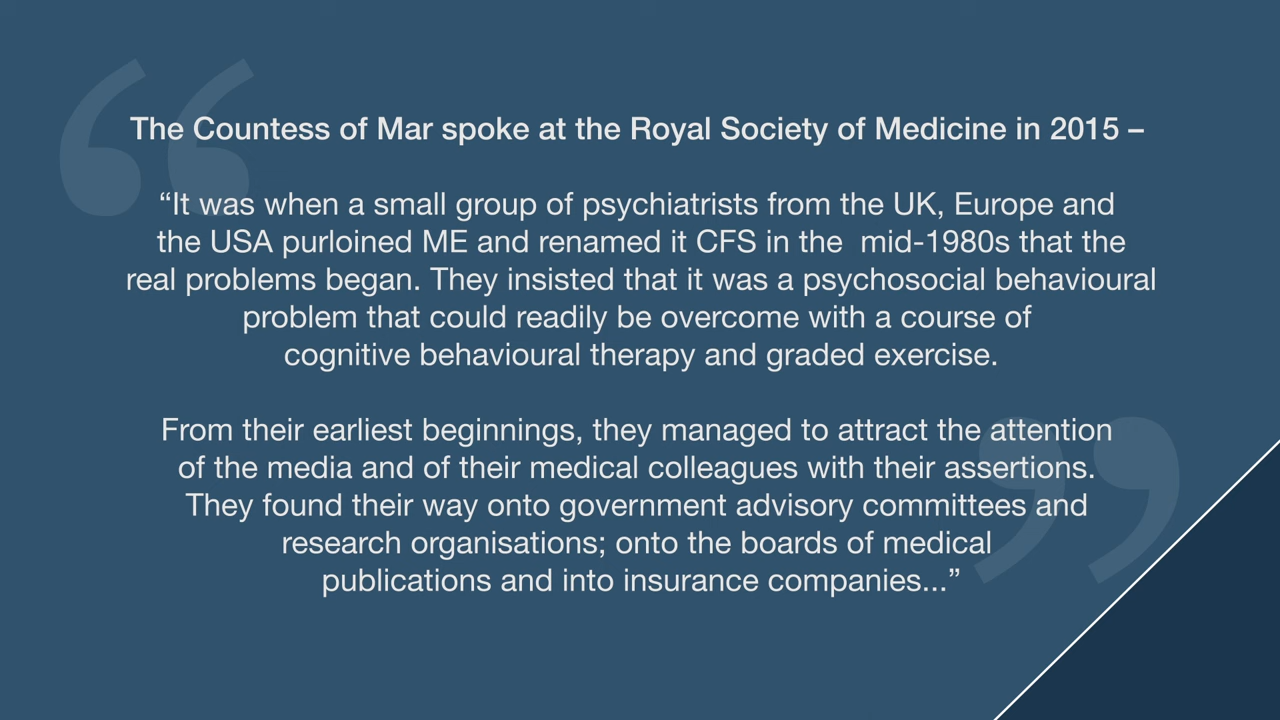 The Countess of Mar spoke at the Royal Society of Medicine in 2015 –
“It was when a small group of psychiatrists from the UK, Europe and
the USA purloined ME and renamed it CFS in the  mid-1980s that the
real problems began. They insisted that it was a psychosocial behavioural
problem that could readily be overcome with a course of
cognitive behavioural therapy and graded exercise.
From their earliest beginnings, they managed to attract the attention
of the media and of their medical colleagues with their assertions.
They found their way onto government advisory committees and
research organisations; onto the boards of medical
publications and into insurance companies...”